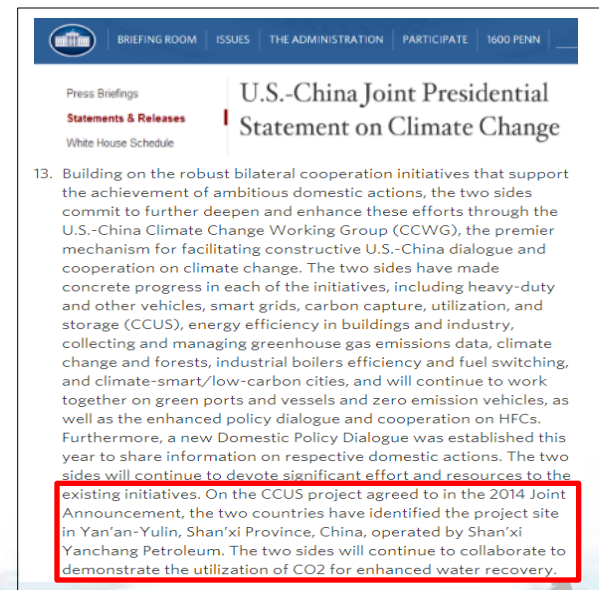 BRIEFING ROOM ISSUES THE ADMINISTRATION PARTICIPATE 1600 PENN
Press Briefings
Statements & Releases
White House Schedule
U.S.-China Joint Presidential
Statement on Climate Change
13. Building on the robust bilateral cooperation initiatives that support
the achievement of ambitious domestic actions, the two sides
commit to further deepen and enhance these efforts through the
U.S.-China Climate Change Working Group (CCWG), the premier
mechanism for facilitating constructive U.S.-China dialogue and
cooperation on climate change. The two sides have made
concrete progress in each of the initiatives, including heavy-duty
and other vehicles, smart grids, carbon capture, utilization, and
storage (CCUS), energy efficiency in buildings and industry,
collecting and managing greenhouse gas emissions data, climate
change and forests, industrial boilers efficiency and fuel switching,
and climate-smart/low-carbon cities, and will continue to work
together on green ports and vessels and zero emission vehicles, as
well as the enhanced policy dialogue and cooperation on HFCs.
Furthermore, a new Domestic Policy Dialogue was established this
year to share information on respective domestic actions. The two
sides will continue to devote significant effort and resources to the
existing initiatives. On the CCUS project agreed to in the 2014 Joint
Announcement, the two countries have identified the project site
in Yan’an-Yulin, Shan’xi Province, China, operated by Shan’xi
Yanchang Petroleum. The two sides will continue to collaborate to
demonstrate the utilization of CO2 for enhanced water recovery.